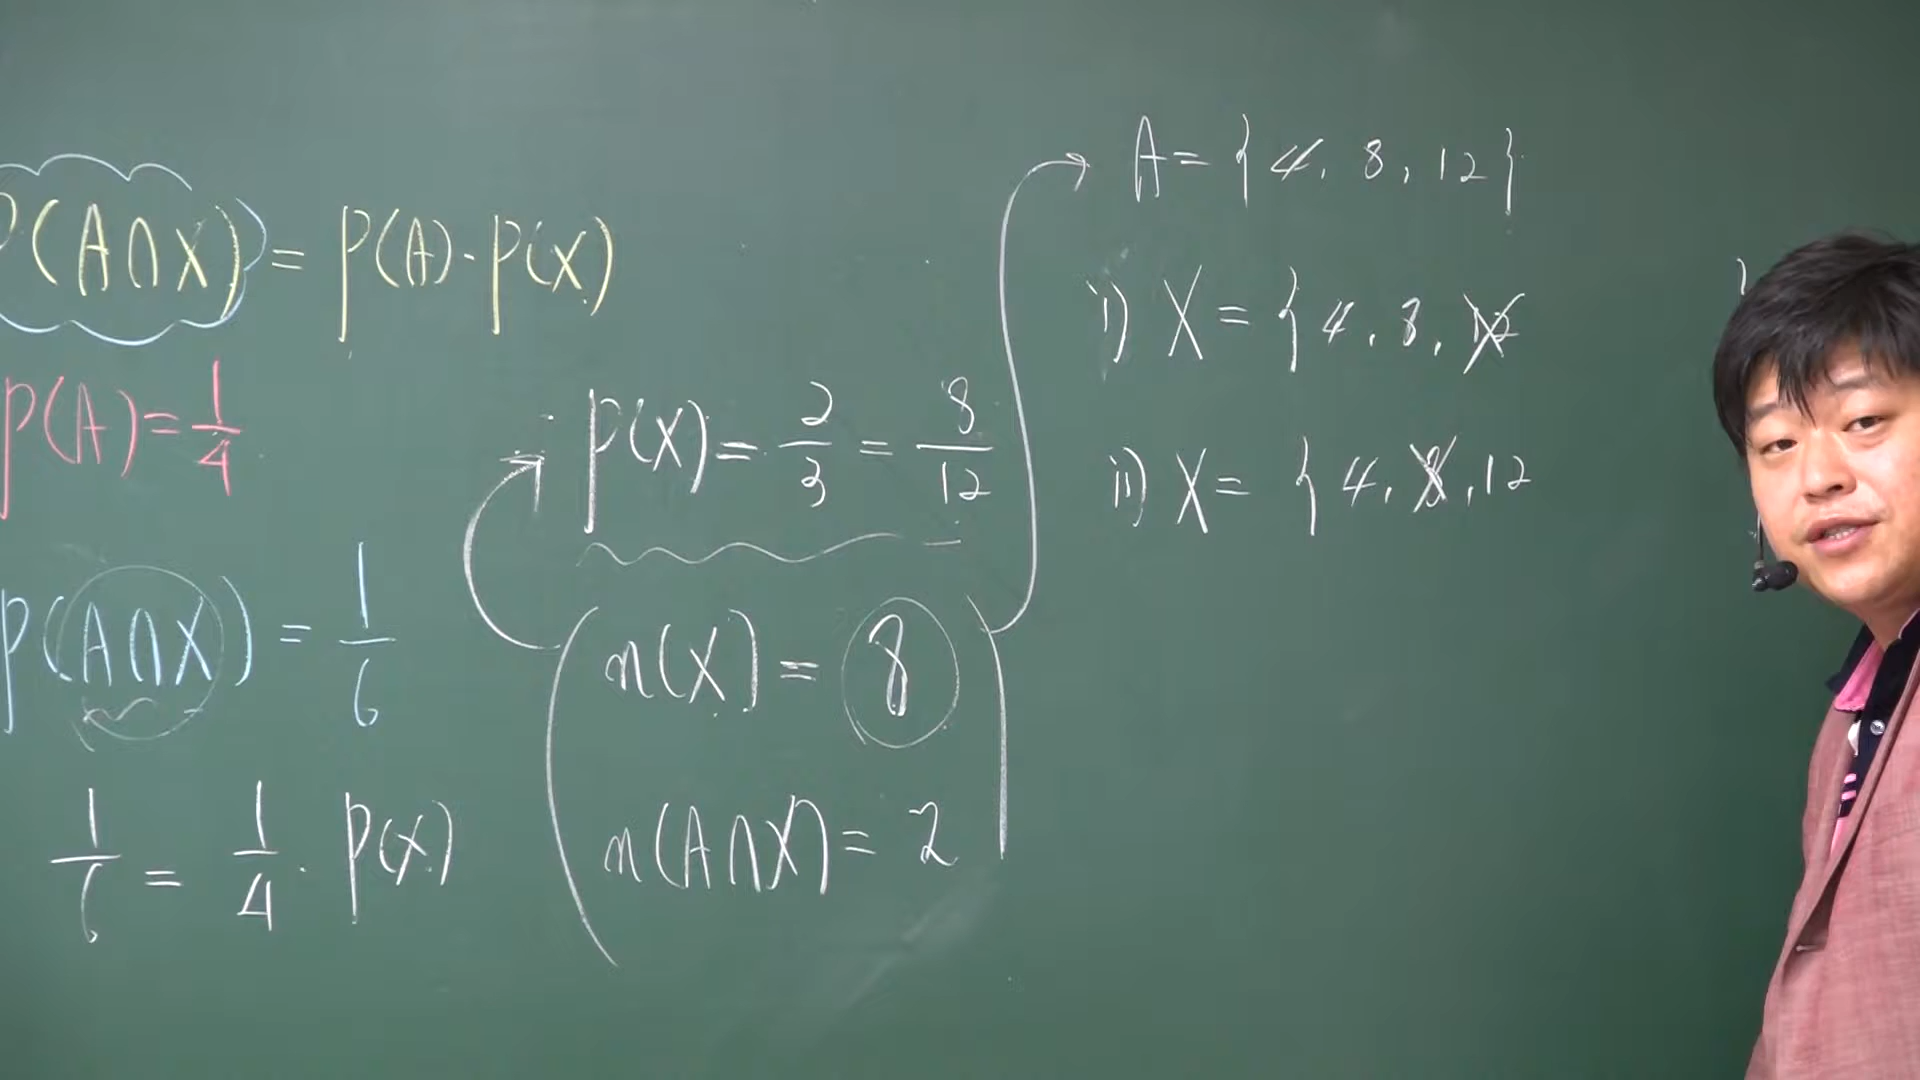 P(A∩X) = P(A)·P(X)
P(A) = 1/4
P(A∩X) = 1/6
1/6 = 1/4 · P(X)
P(X) = 2/3 = 8/12
n(X) = 8
n(A∩X) = 2
A = { 4, 8, 12 }
i) X = { 4, 8, 12
ii) X = { 4, 8, 12